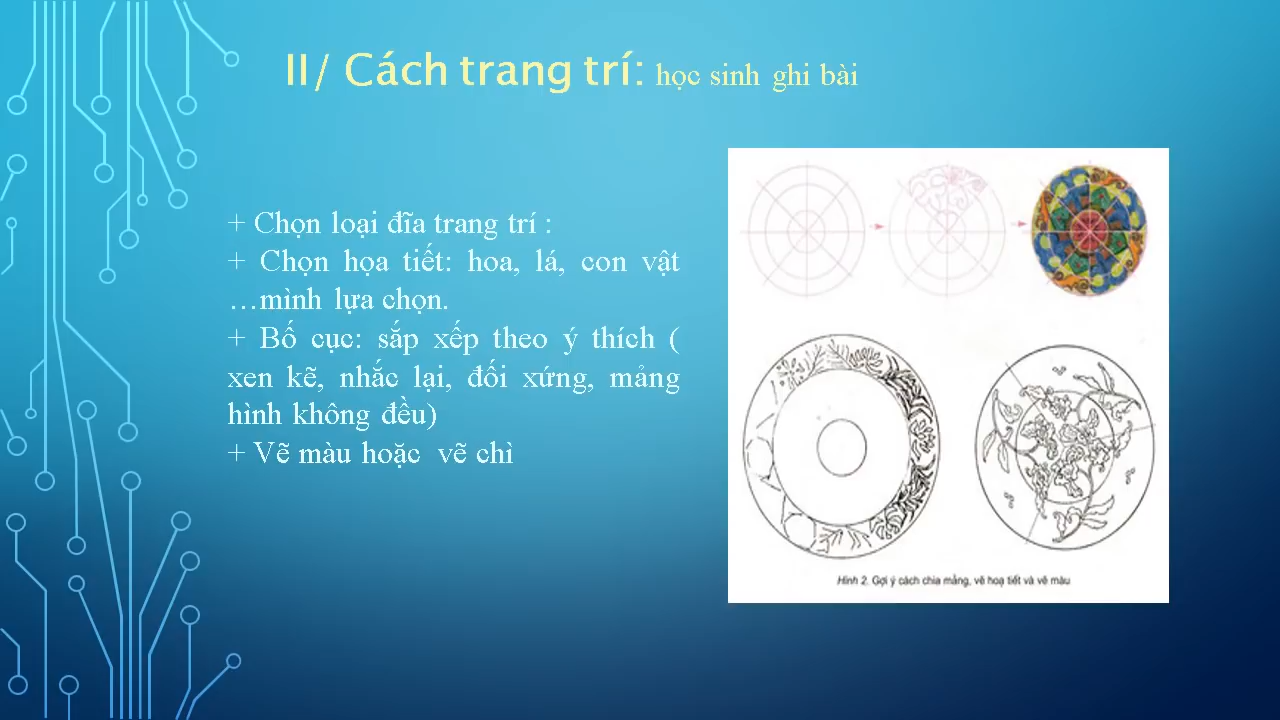 II/ Cách trang trí: học sinh ghi bài
+ Chọn loại đĩa trang trí :
+ Chọn họa tiết: hoa, lá, con vật
…mình lựa chọn.
+ Bố cục: sắp xếp theo ý thích (
xen kẽ, nhắc lại, đối xứng, mảng
hình không đều)
+ Vẽ màu hoặc vẽ chì
Hình 2. Gợi ý cách chia mảng, vẽ hoạ tiết và vẽ màu